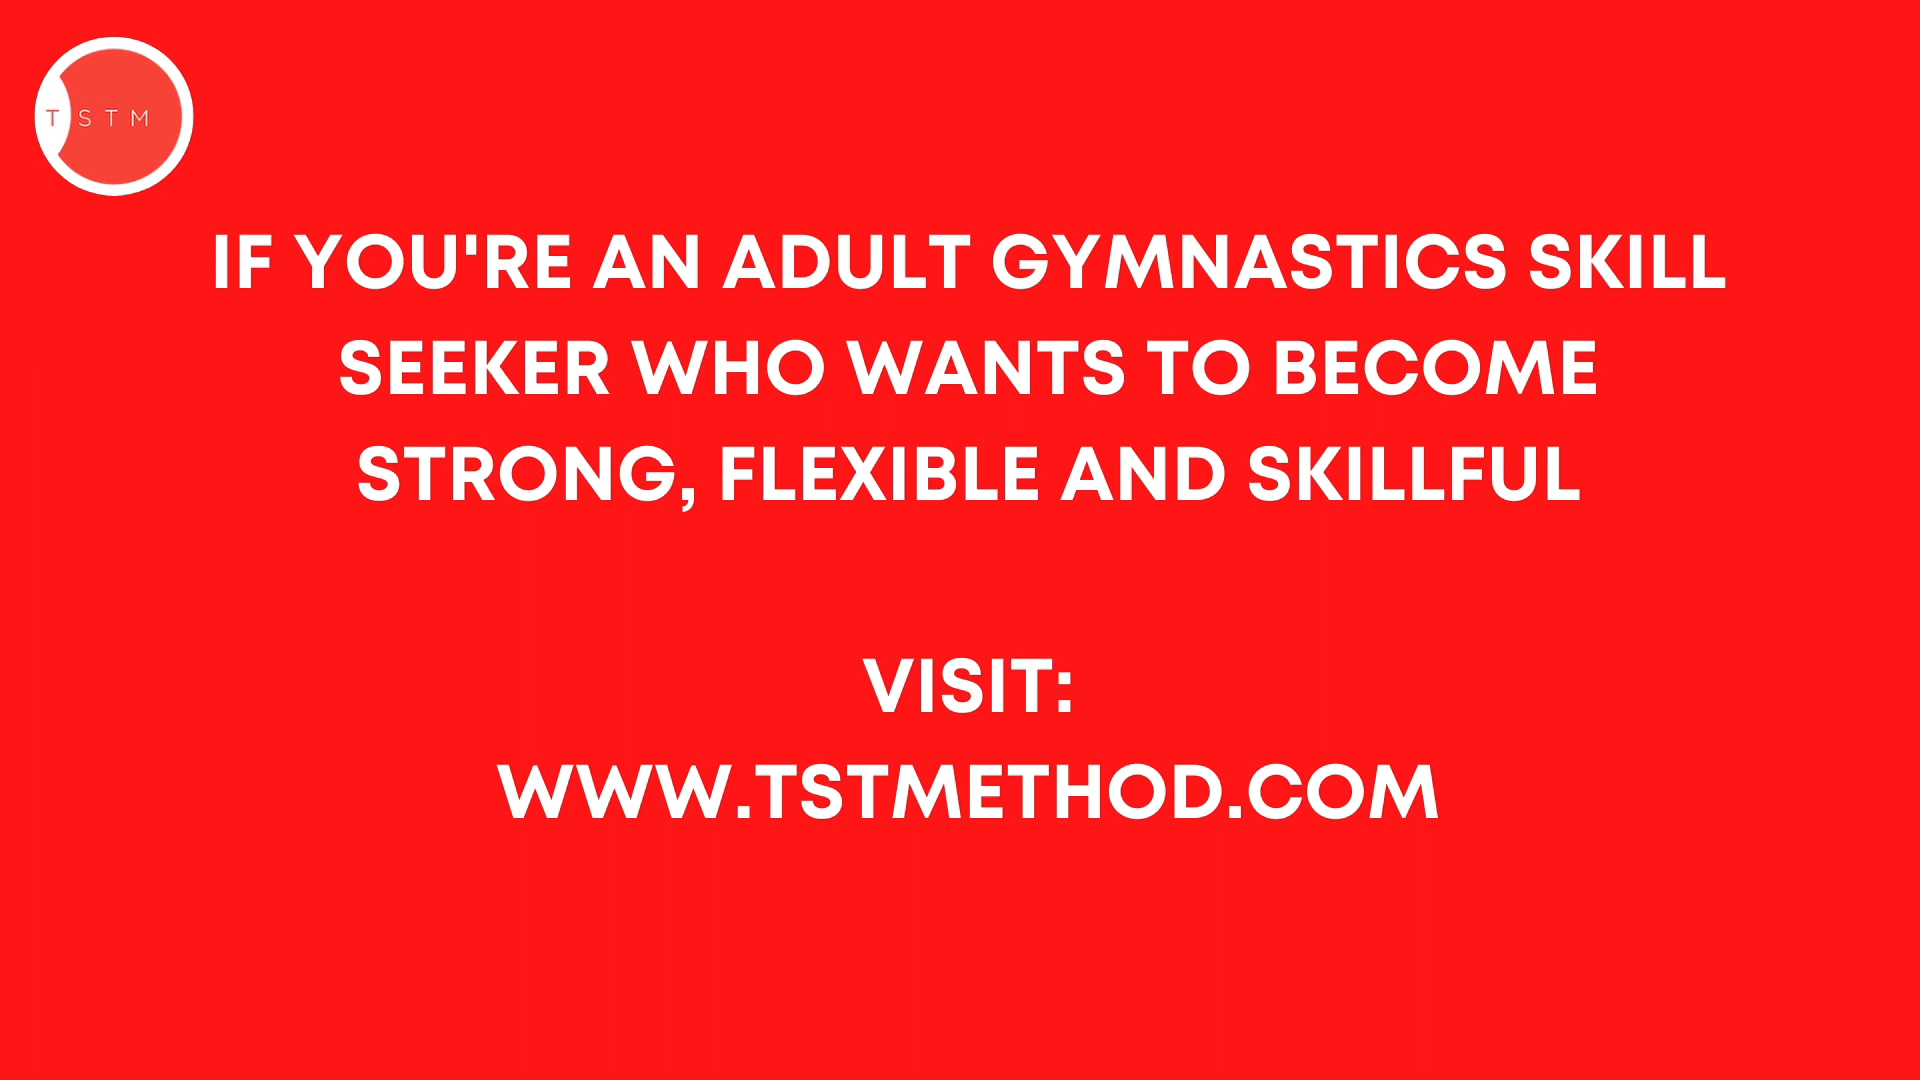 T S T M
IF YOU'RE AN ADULT GYMNASTICS SKILL
SEEKER WHO WANTS TO BECOME
STRONG, FLEXIBLE AND SKILLFUL
VISIT:
WWW.TSTMETHOD.COM